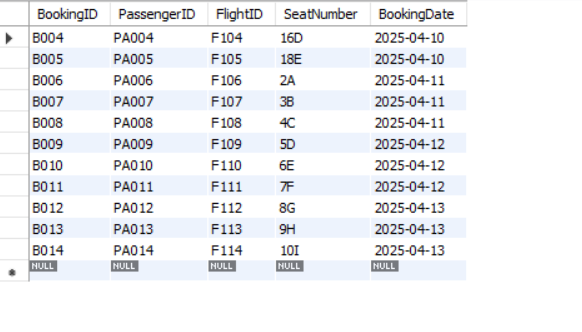 BookingID PassengerID FlightID SeatNumber BookingDate
B004 PA004 F104 16D 2025-04-10
B005 PA005 F105 18E 2025-04-10
B006 PA006 F106 2A 2025-04-11
B007 PA007 F107 3B 2025-04-11
B008 PA008 F108 4C 2025-04-11
B009 PA009 F109 5D 2025-04-12
B010 PA010 F110 6E 2025-04-12
B011 PA011 F111 7F 2025-04-12
B012 PA012 F112 8G 2025-04-13
B013 PA013 F113 9H 2025-04-13
B014 PA014 F114 10I 2025-04-13
NULL NULL NULL NULL NULL